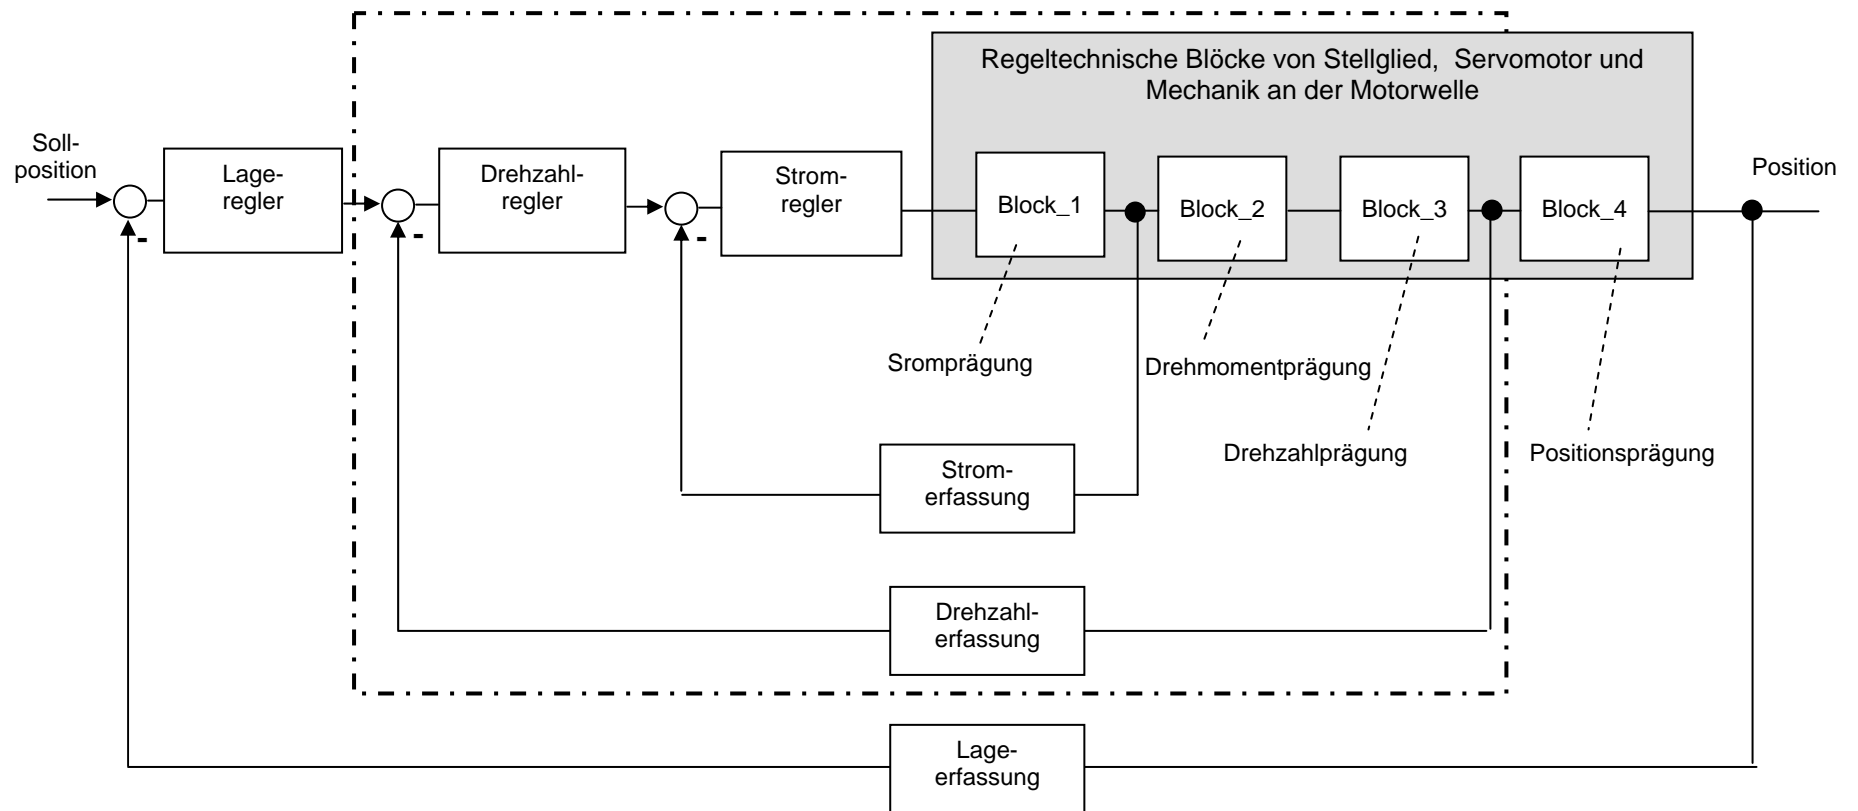 Regeltechnische Blöcke von Stellglied, Servomotor und
Mechanik an der Motorwelle
Soll-
position
Lage-
regler
Drehzahl-
regler
Strom-
regler
Block_1
Block_2
Block_3
Block_4
Position
-
-
-
Sromprägung
Drehmomentprägung
Drehzahlprägung
Positionsprägung
Strom-
erfassung
Drehzahl-
erfassung
Lage-
erfassung